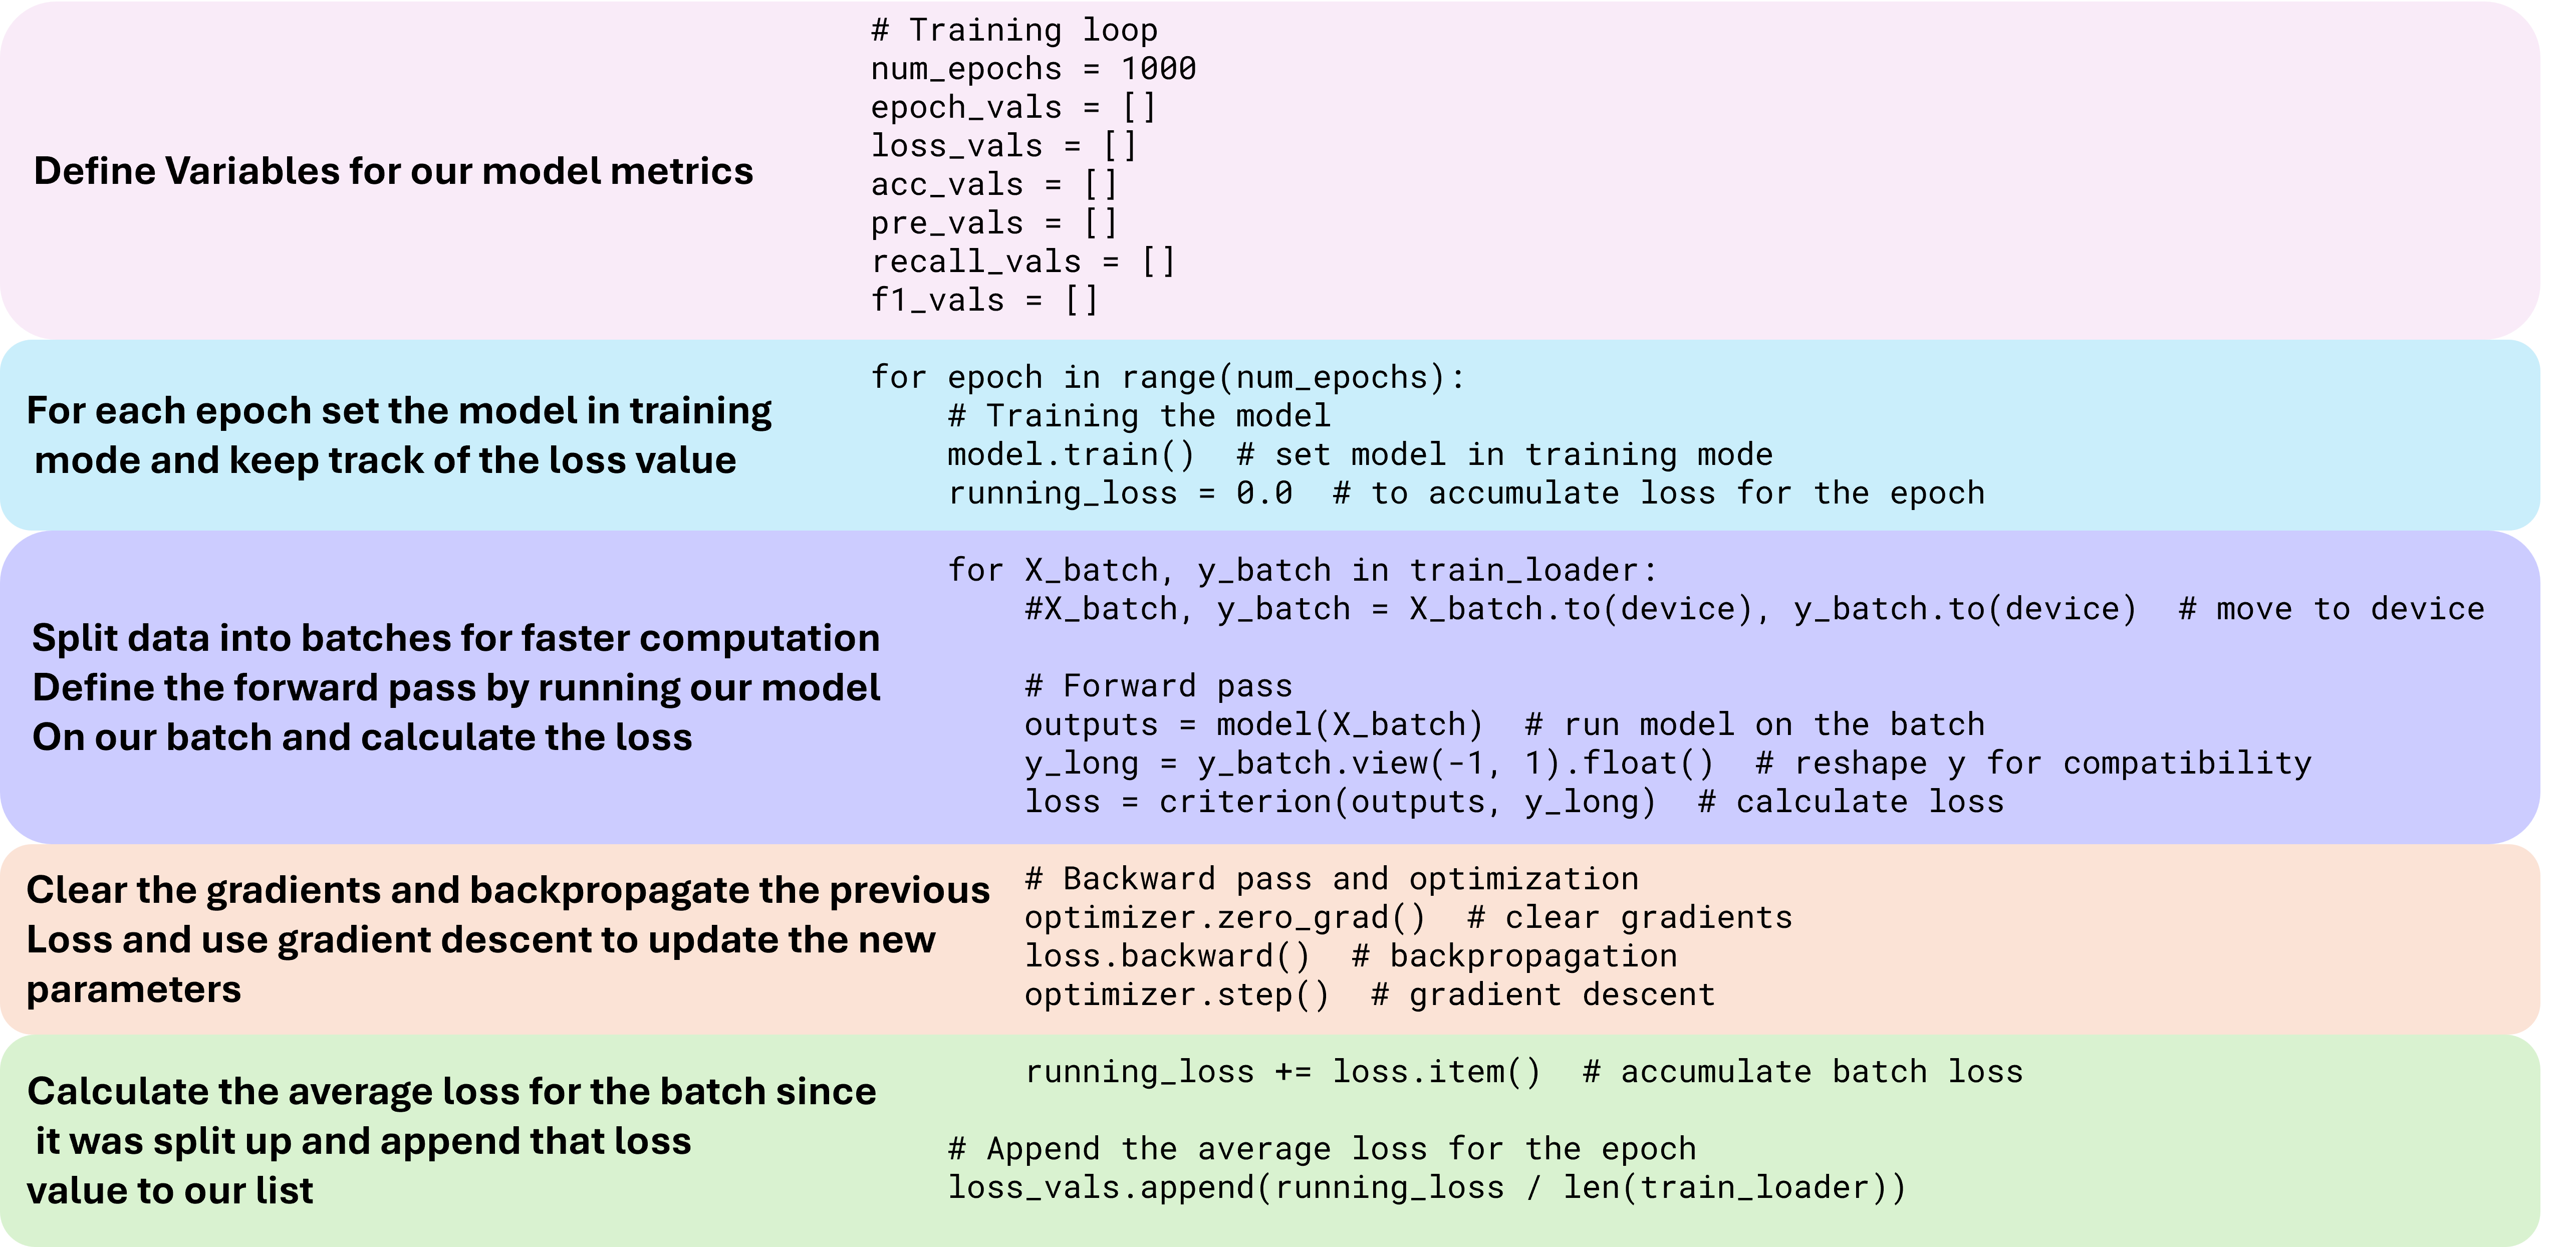 Define Variables for our model metrics
# Training loop
num_epochs = 1000
epoch_vals = []
loss_vals = []
acc_vals = []
pre_vals = []
recall_vals = []
f1_vals = []
For each epoch set the model in training
mode and keep track of the loss value
for epoch in range(num_epochs):
    # Training the model
    model.train()  # set model in training mode
    running_loss = 0.0  # to accumulate loss for the epoch
Split data into batches for faster computation
Define the forward pass by running our model
On our batch and calculate the loss
    for X_batch, y_batch in train_loader:
        #X_batch, y_batch = X_batch.to(device), y_batch.to(device)  # move to device
        # Forward pass
        outputs = model(X_batch)  # run model on the batch
        y_long = y_batch.view(-1, 1).float()  # reshape y for compatibility
        loss = criterion(outputs, y_long)  # calculate loss
Clear the gradients and backpropagate the previous
Loss and use gradient descent to update the new
parameters
        # Backward pass and optimization
        optimizer.zero_grad()  # clear gradients
        loss.backward()  # backpropagation
        optimizer.step()  # gradient descent
Calculate the average loss for the batch since
it was split up and append that loss
value to our list
        running_loss += loss.item()  # accumulate batch loss
    # Append the average loss for the epoch
    loss_vals.append(running_loss / len(train_loader))